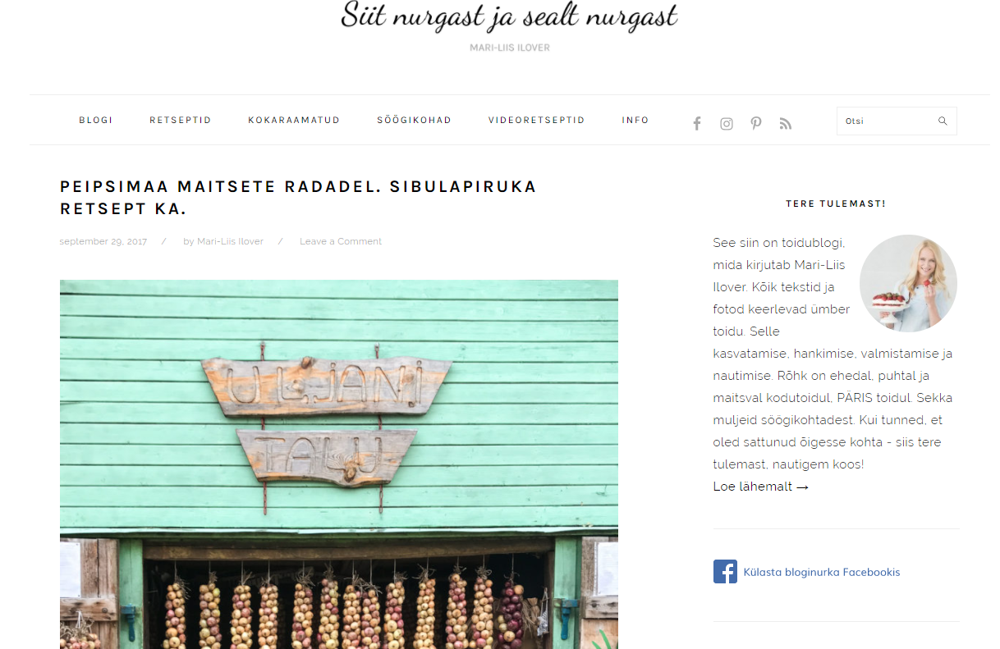 Siit nurgast ja sealt nurgast
MARI-LIIS ILOVER
BLOGI RETSEPTID KOKARAAMATUD SÖÖGIKOHAD VIDEORETSEPTID INFO Otsi
PEIPSIMAA MAITSETE RADADEL. SIBULAPIRUKA
RETSEPT KA.
september 29, 2017 / by Mari-Liis Ilover / Leave a Comment
ULJANI
TALU
TERE TULEMAST!
See siin on toidublogi,
mida kirjutab Mari-Liis
Ilover. Kõik tekstid ja
fotod keerlevad ümber
toidu. Selle
kasvatamise, hankimise, valmistamise ja
nautimise. Rõhk on ehedal, puhtal ja
maitsval kodutoidul, PÄRIS toidul. Sekka
muljeid söögikohtadest. Kui tunned, et
oled sattunud õigesse kohta - siis tere
tulemast, nautigem koos!
Loe lähemalt →
Külasta bloginurka Facebookis